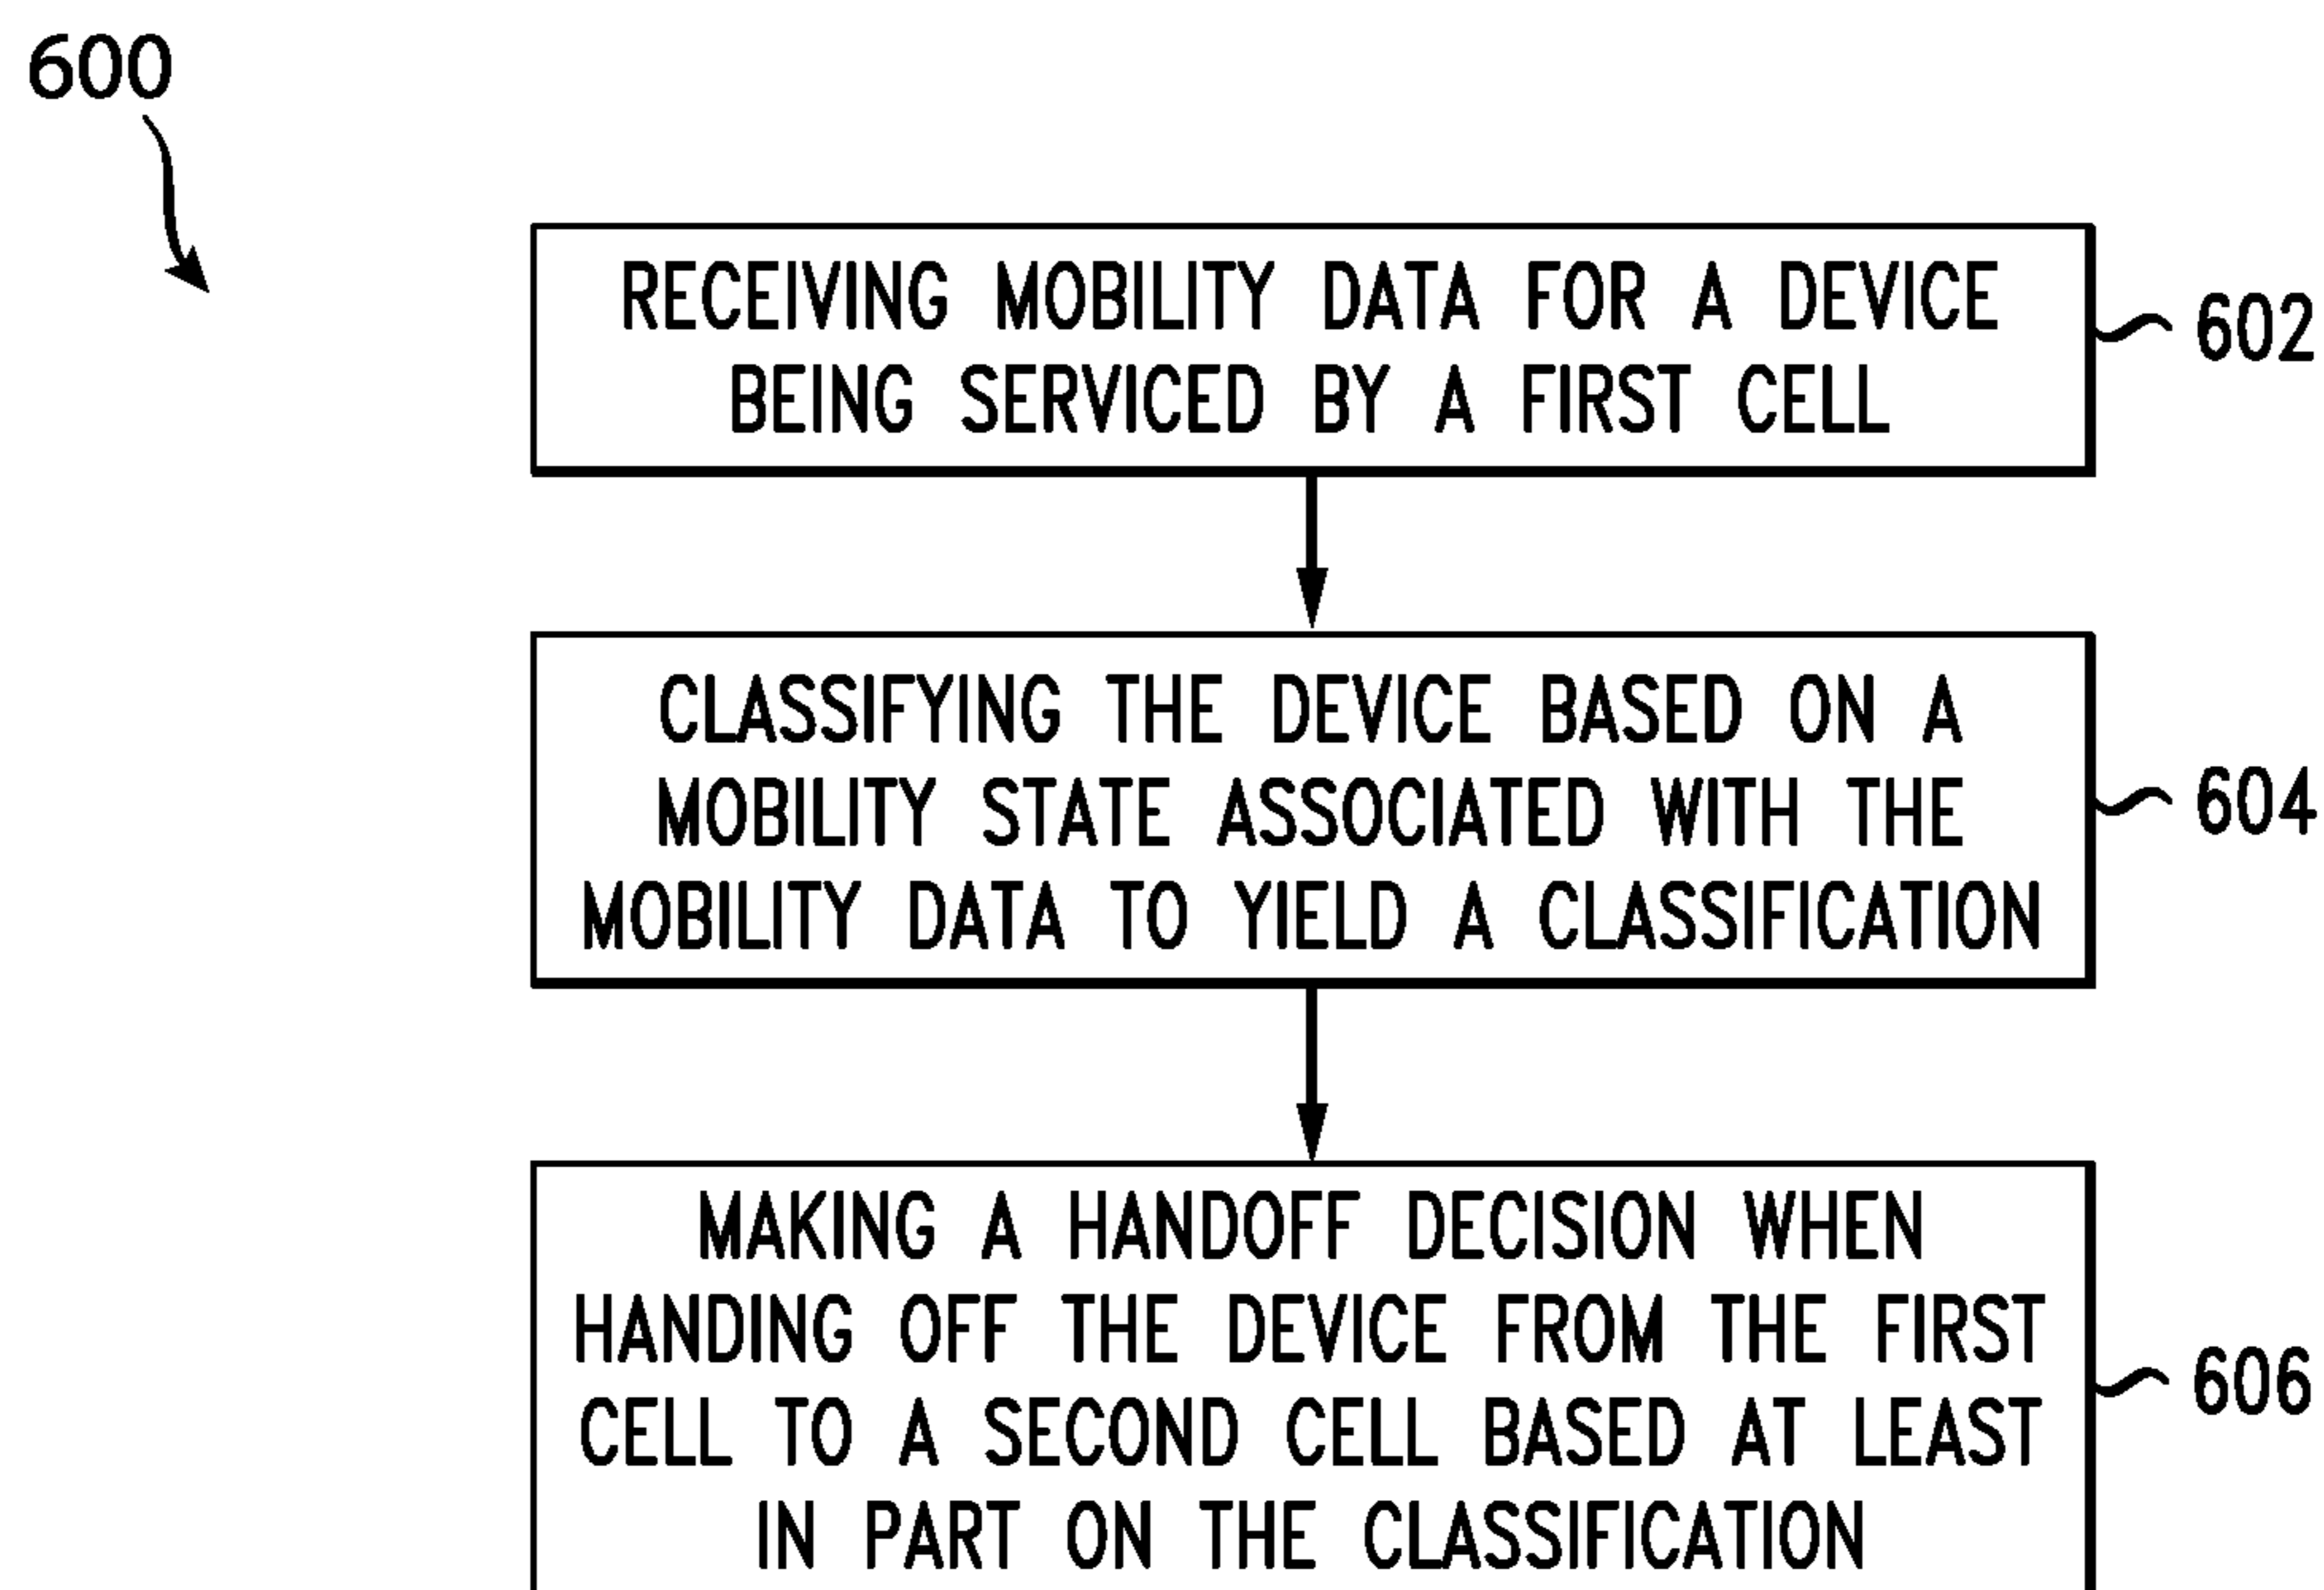 600
RECEIVING MOBILITY DATA FOR A DEVICE
BEING SERVICED BY A FIRST CELL
602
CLASSIFYING THE DEVICE BASED ON A
MOBILITY STATE ASSOCIATED WITH THE
MOBILITY DATA TO YIELD A CLASSIFICATION
604
MAKING A HANDOFF DECISION WHEN
HANDING OFF THE DEVICE FROM THE FIRST
CELL TO A SECOND CELL BASED AT LEAST
IN PART ON THE CLASSIFICATION
606